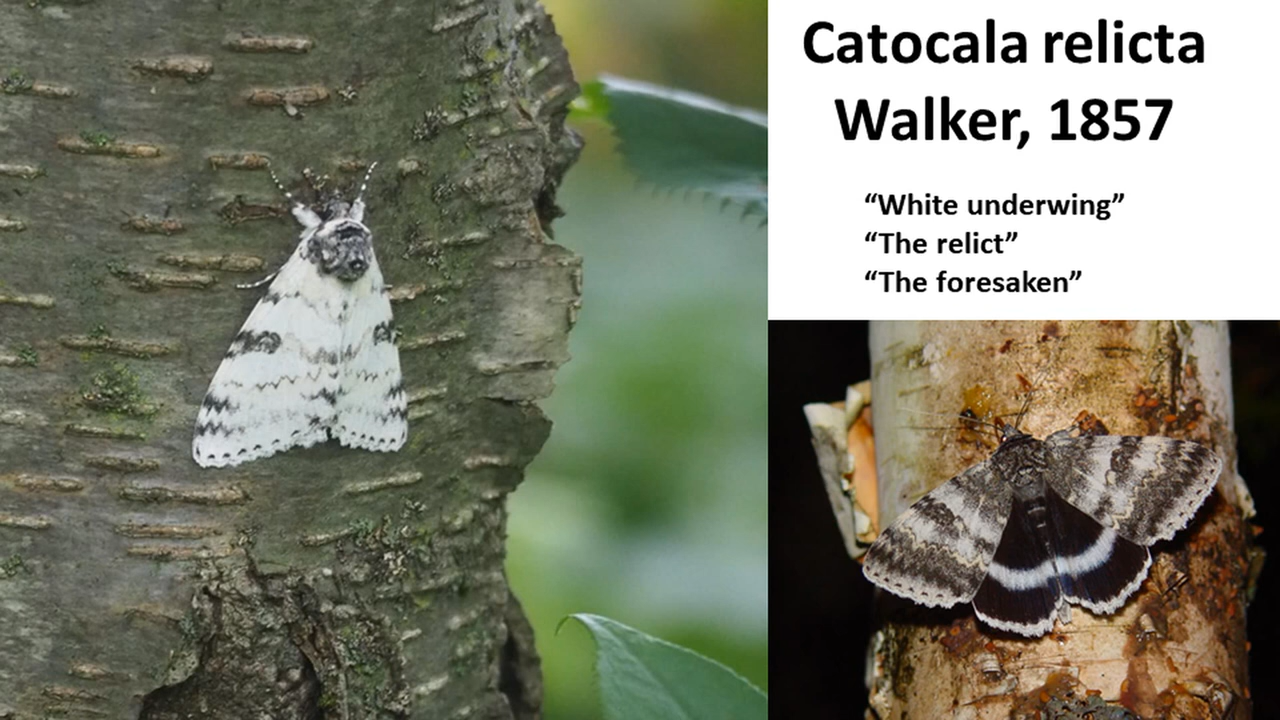 Catocala relicta
Walker, 1857
“White underwing”
“The relict”
“The foresaken”